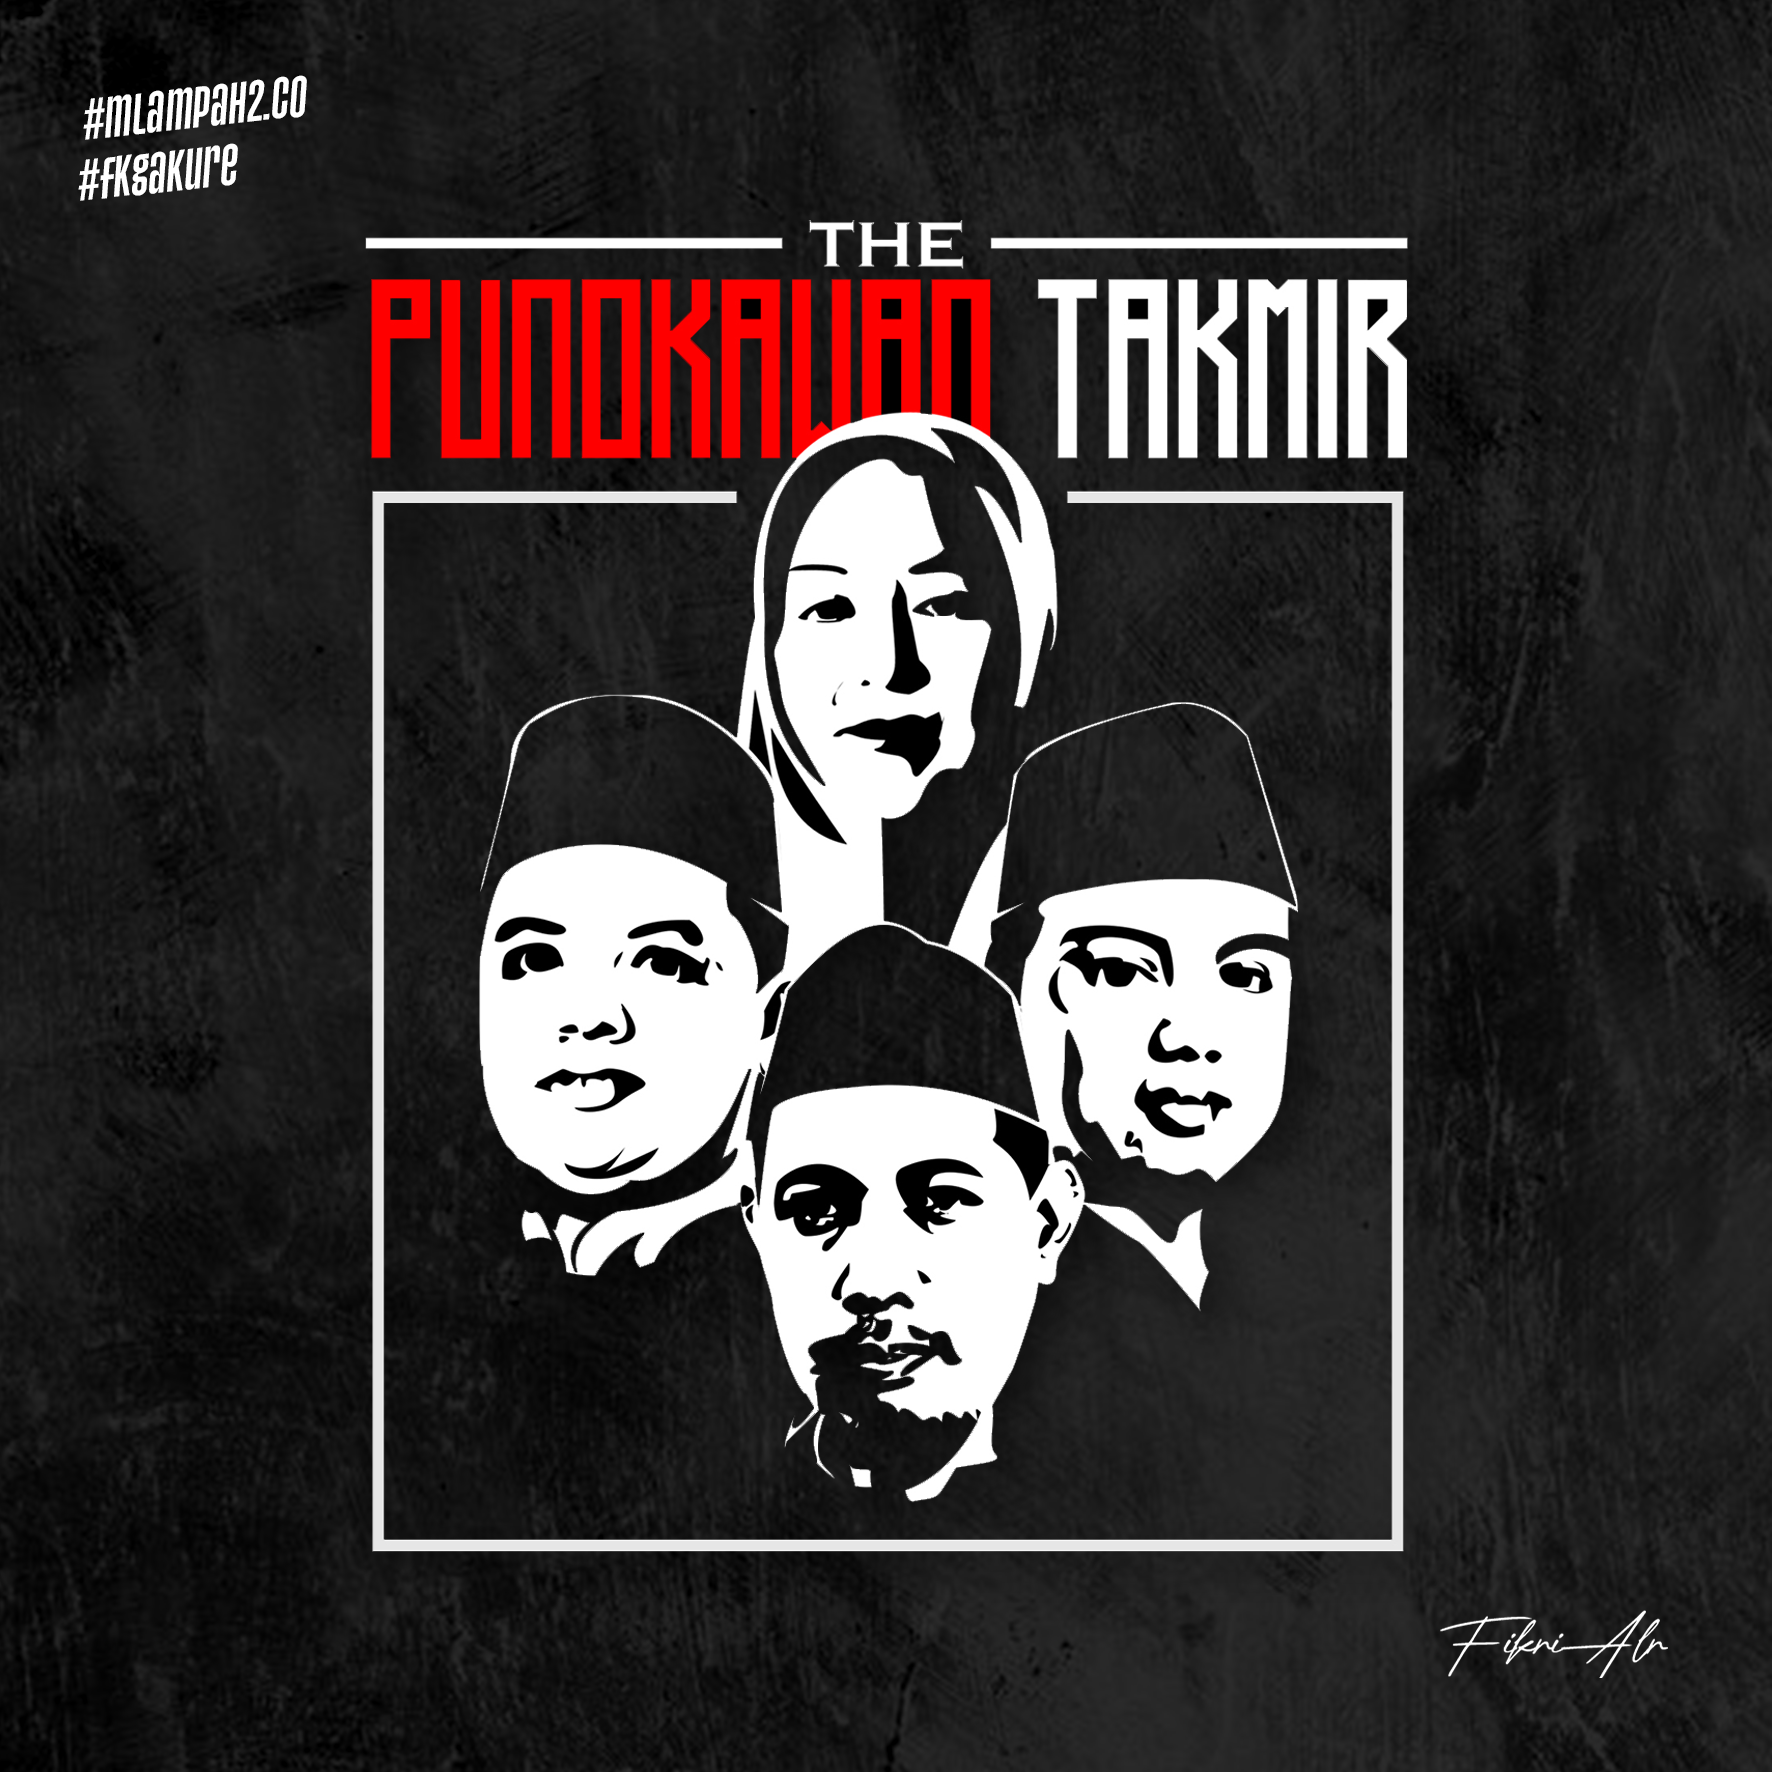 #mLampaH2.CO
#fKgaKUre
THE
PUNOKAWAN TAKMIR
Fikri Aln